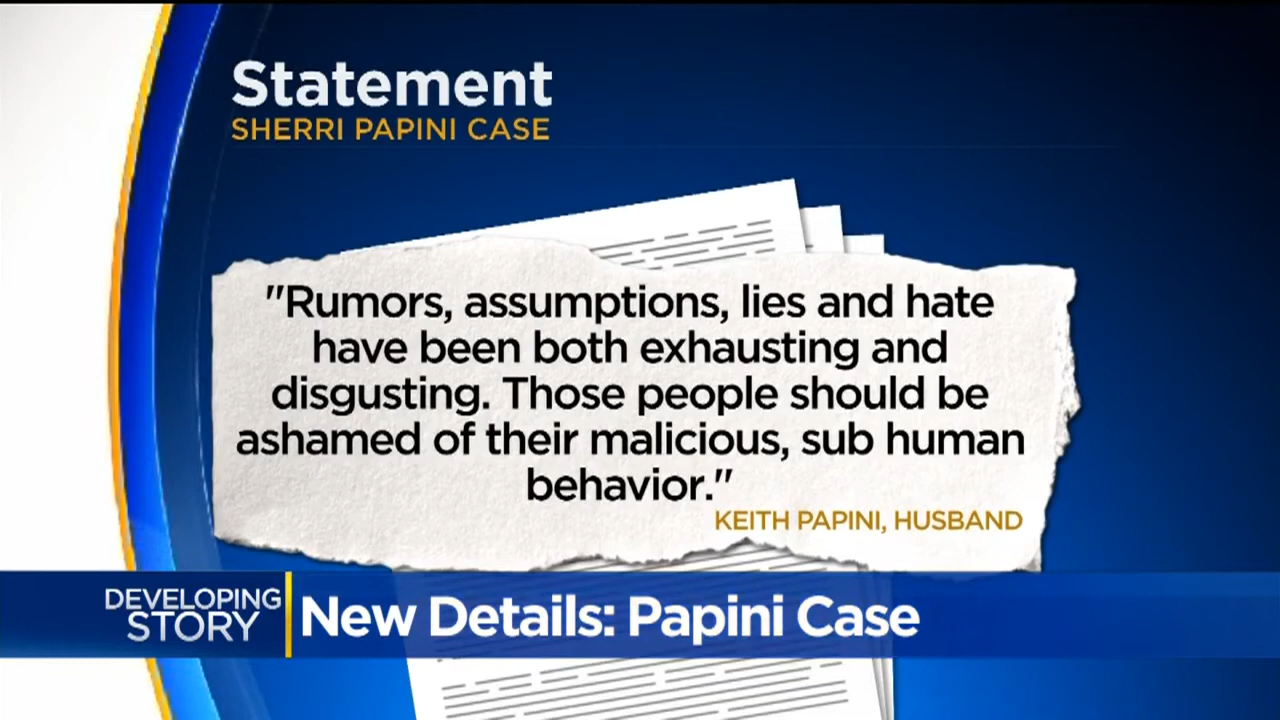 Statement
SHERRI PAPINI CASE
"Rumors, assumptions, lies and hate
have been both exhausting and
disgusting. Those people should be
ashamed of their malicious, sub human
behavior."
KEITH PAPINI, HUSBAND
DEVELOPING
STORY
New Details: Papini Case